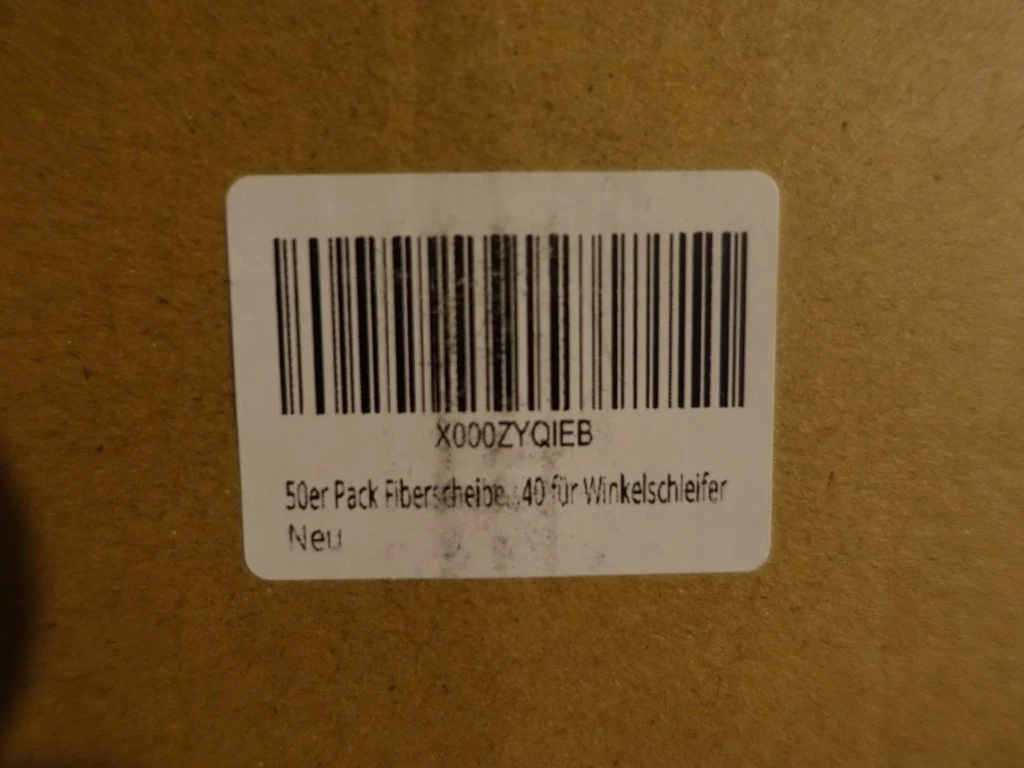 X000ZYQIEB
50er Pack Fiberscheibe...40 für Winkelschleifer
Neu